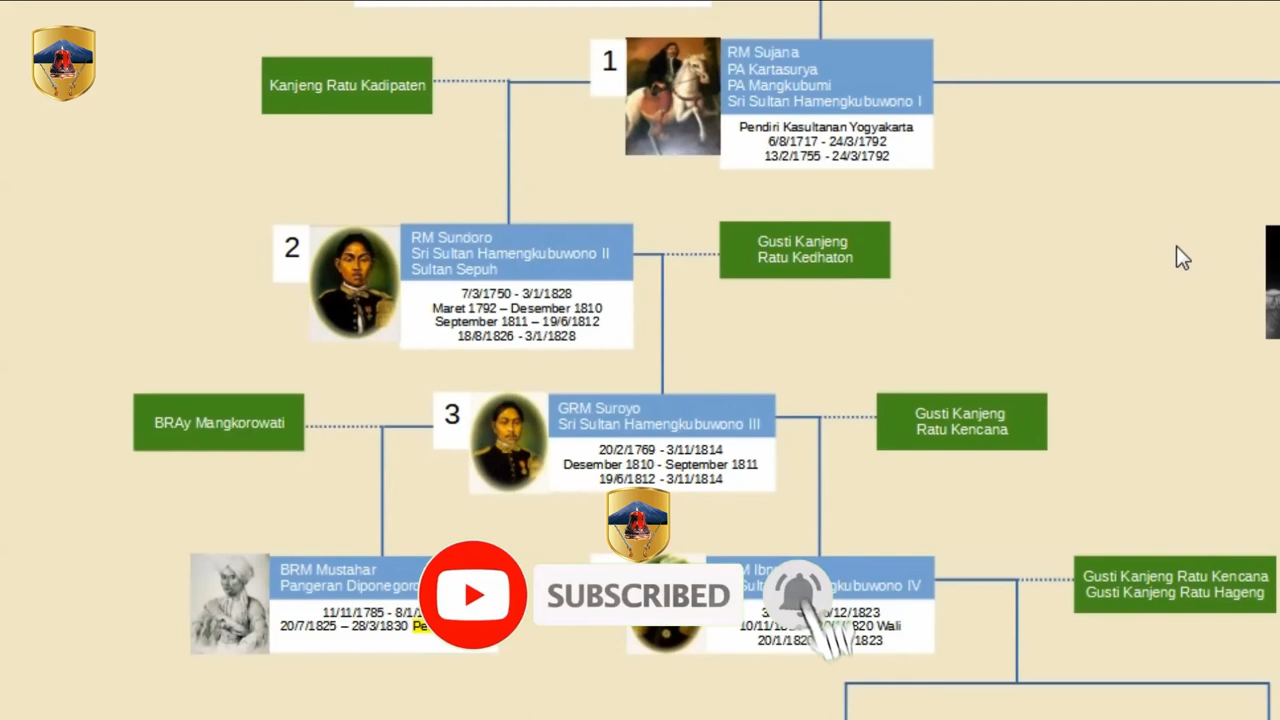 Kanjeng Ratu Kadipaten
1
RM Sujana
PA Kartasurya
PA Mangkubumi
Sri Sultan Hamengkubuwono I
Pendiri Kasultanan Yogyakarta
6/8/1717 - 24/3/1792
13/2/1755 - 24/3/1792
2
RM Sundoro
Sri Sultan Hamengkubuwono II
Sultan Sepuh
7/3/1750 - 3/1/1828
Maret 1792 – Desember 1810
September 1811 – 19/6/1812
18/8/1826 - 3/1/1828
Gusti Kanjeng
Ratu Kedhaton
BRAy Mangkorowati
3
GRM Suroyo
Sri Sultan Hamengkubuwono III
20/2/1769 - 3/11/1814
Desember 1810 - September 1811
19/6/1812 - 3/11/1814
Gusti Kanjeng
Ratu Kencana
BRM Mustahar
Pangeran Diponegoro
11/11/1785 -
20/7/1825 – 28/3/1830
SUBSCRIBED
IV
/12/1823
Wali
Gusti Kanjeng Ratu Kencana
Gusti Kanjeng Ratu Hageng